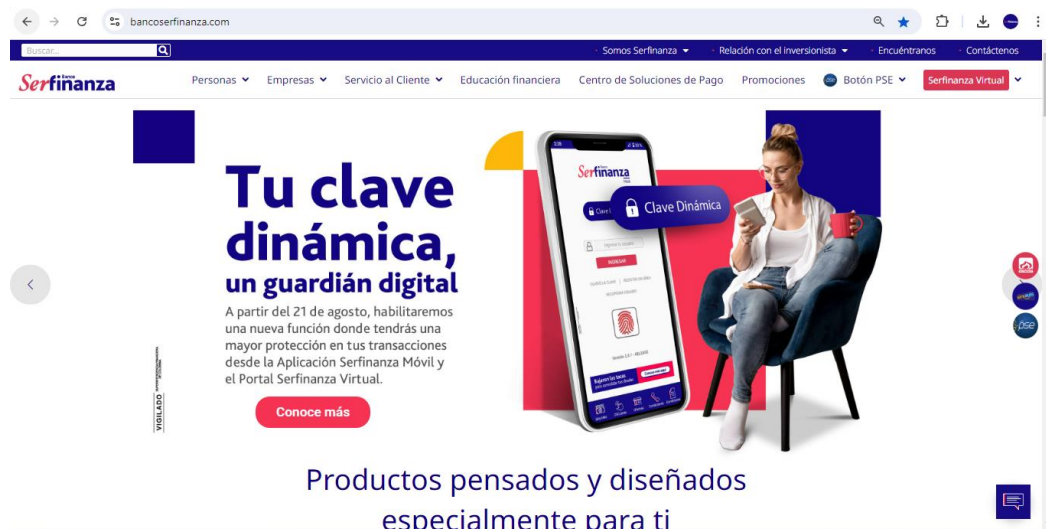 bancoserfinanza.com
Buscar...
Somos Serfinanza
Relación con el inversionista
Encuéntranos
Contáctenos
banco
Serfinanza
Personas
Empresas
Servicio al Cliente
Educación financiera
Centro de Soluciones de Pago
Promociones
pse
Botón PSE
Serfinanza Virtual
Tu clave
dinámica,
un guardián digital
A partir del 21 de agosto, habilitaremos
una nueva función donde tendrás una
mayor protección en tus transacciones
desde la Aplicación Serfinanza Móvil y
el Portal Serfinanza Virtual.
Conoce más
VIGILADO
Serfinanza
Clave Dinámica
INGRESAR
pse
Productos pensados y diseñados
especialmente para ti